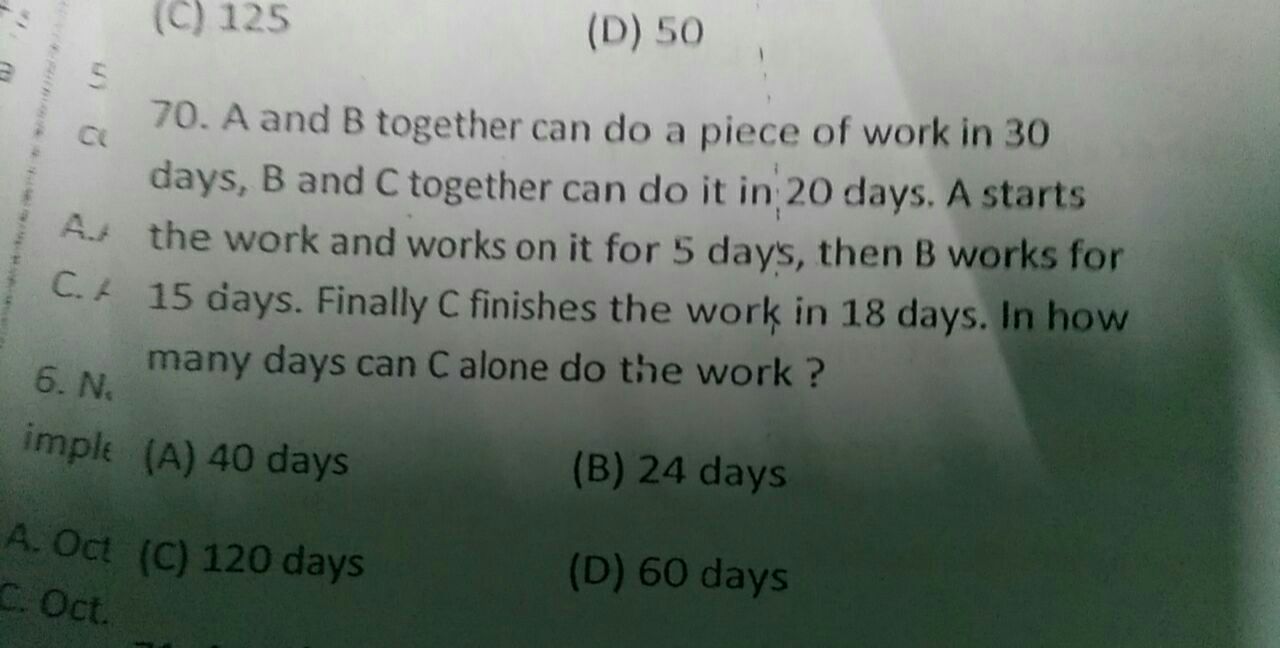 (C) 125 (D) 50
5
70. A and B together can do a piece of work in 30
days, B and C together can do it in 20 days. A starts
A. the work and works on it for 5 days, then B works for
C. 15 days. Finally C finishes the work in 18 days. In how
many days can C alone do the work ?
6. N
imple (A) 40 days (B) 24 days
A. Oct (C) 120 days (D) 60 days
C. Oct.